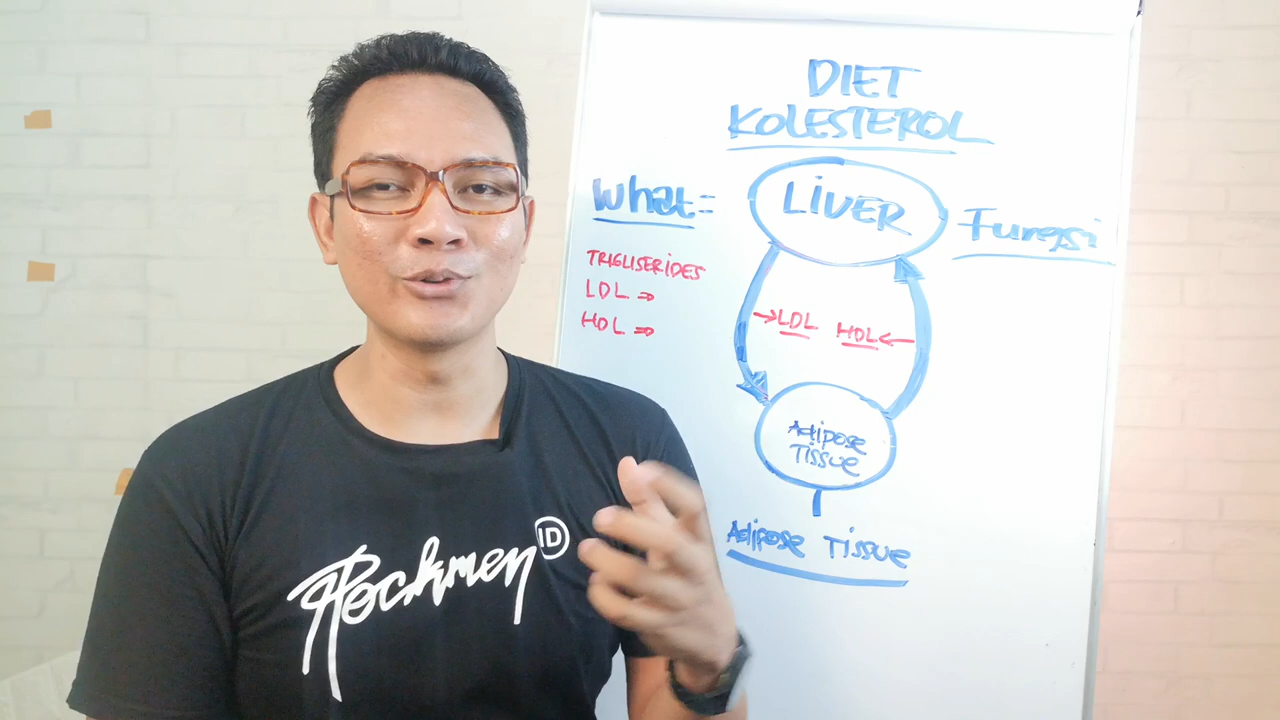 DIET
KOLESTEROL
What:
LIVER
Fungsi
TRIGLISERIDES
LDL →
HDL →
→ LDL HDL ←
Adipose
Tissue
Adipose Tissue
Rockmen ID